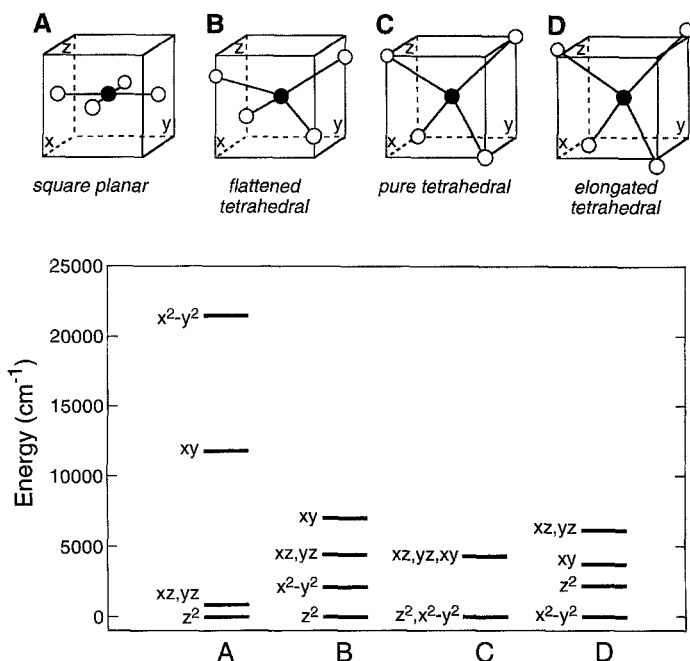 A
B
C
D
z
z
z
z
x
y
x
y
x
y
x
y
square planar
flattened
tetrahedral
pure tetrahedral
elongated
tetrahedral
Energy (cm⁻¹)
25000
20000
15000
10000
5000
0
x²-y²
xy
xz,yz
z²
xy
xz,yz
x²-y²
z²
xz,yz,xy
z²,x²-y²
xz,yz
xy
z²
x²-y²
A
B
C
D